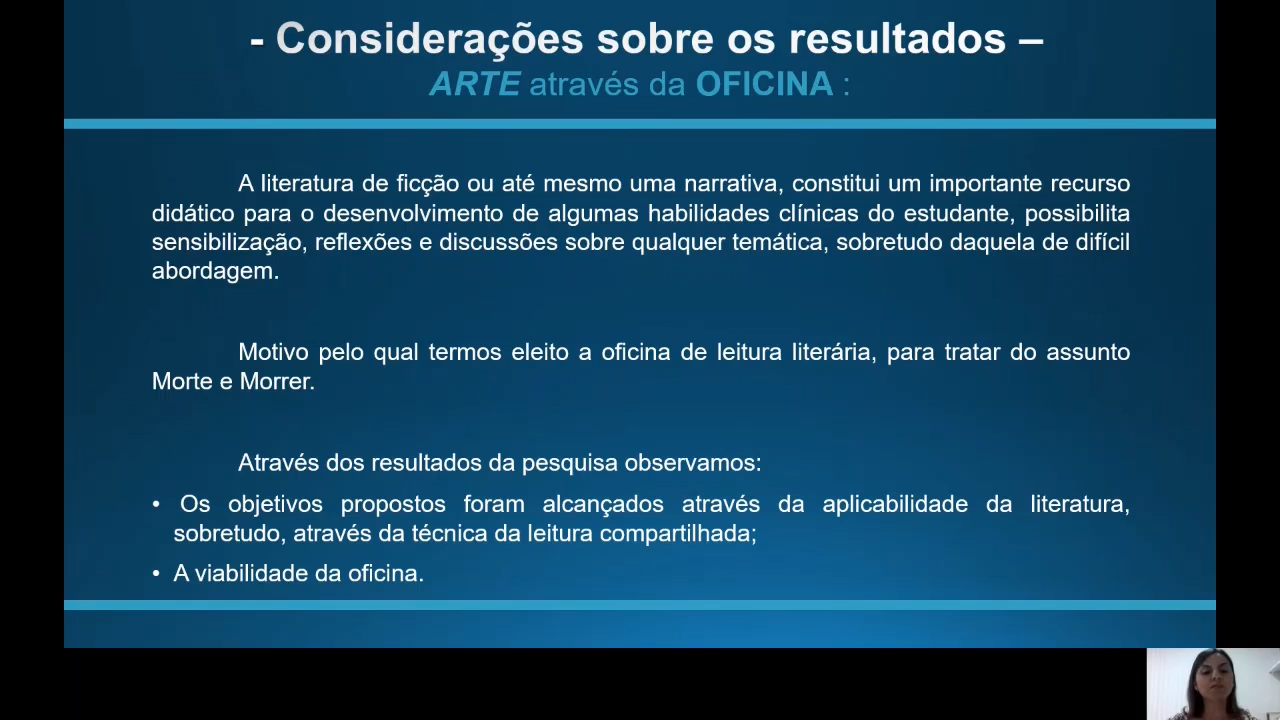 - Considerações sobre os resultados –
ARTE através da OFICINA :
A literatura de ficção ou até mesmo uma narrativa, constitui um importante recurso
didático para o desenvolvimento de algumas habilidades clínicas do estudante, possibilita
sensibilização, reflexões e discussões sobre qualquer temática, sobretudo daquela de difícil
abordagem.
Motivo pelo qual termos eleito a oficina de leitura literária, para tratar do assunto
Morte e Morrer.
Através dos resultados da pesquisa observamos:
• Os objetivos propostos foram alcançados através da aplicabilidade da literatura,
sobretudo, através da técnica da leitura compartilhada;
• A viabilidade da oficina.